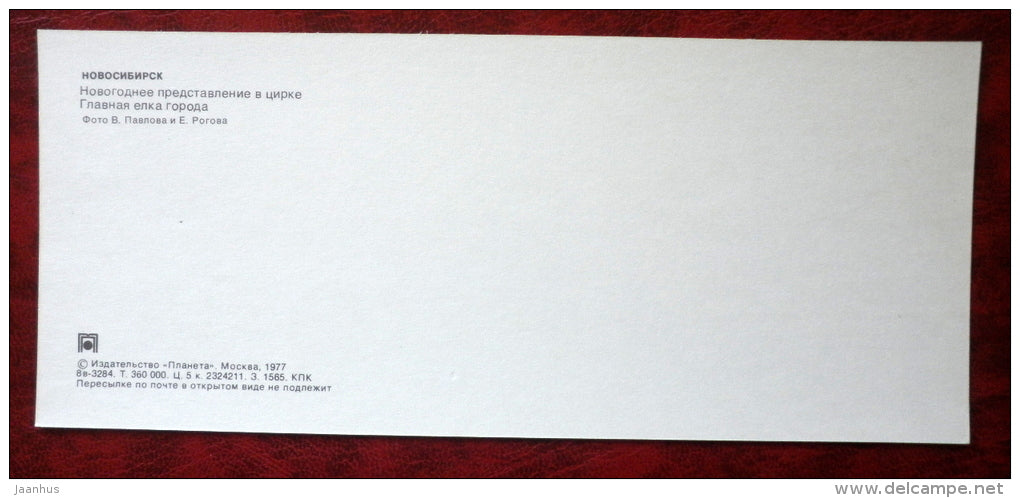 НОВОСИБИРСК
Новогоднее представление в цирке
Главная елка города
Фото В. Павлова и Е. Рогова
© Издательство «Планета». Москва, 1977
8в-3284. Т. 360 000. Ц. 5 к. 2324211. З. 1565. КПК
Пересылке по почте в открытом виде не подлежит
jaanhus
delcampe.net